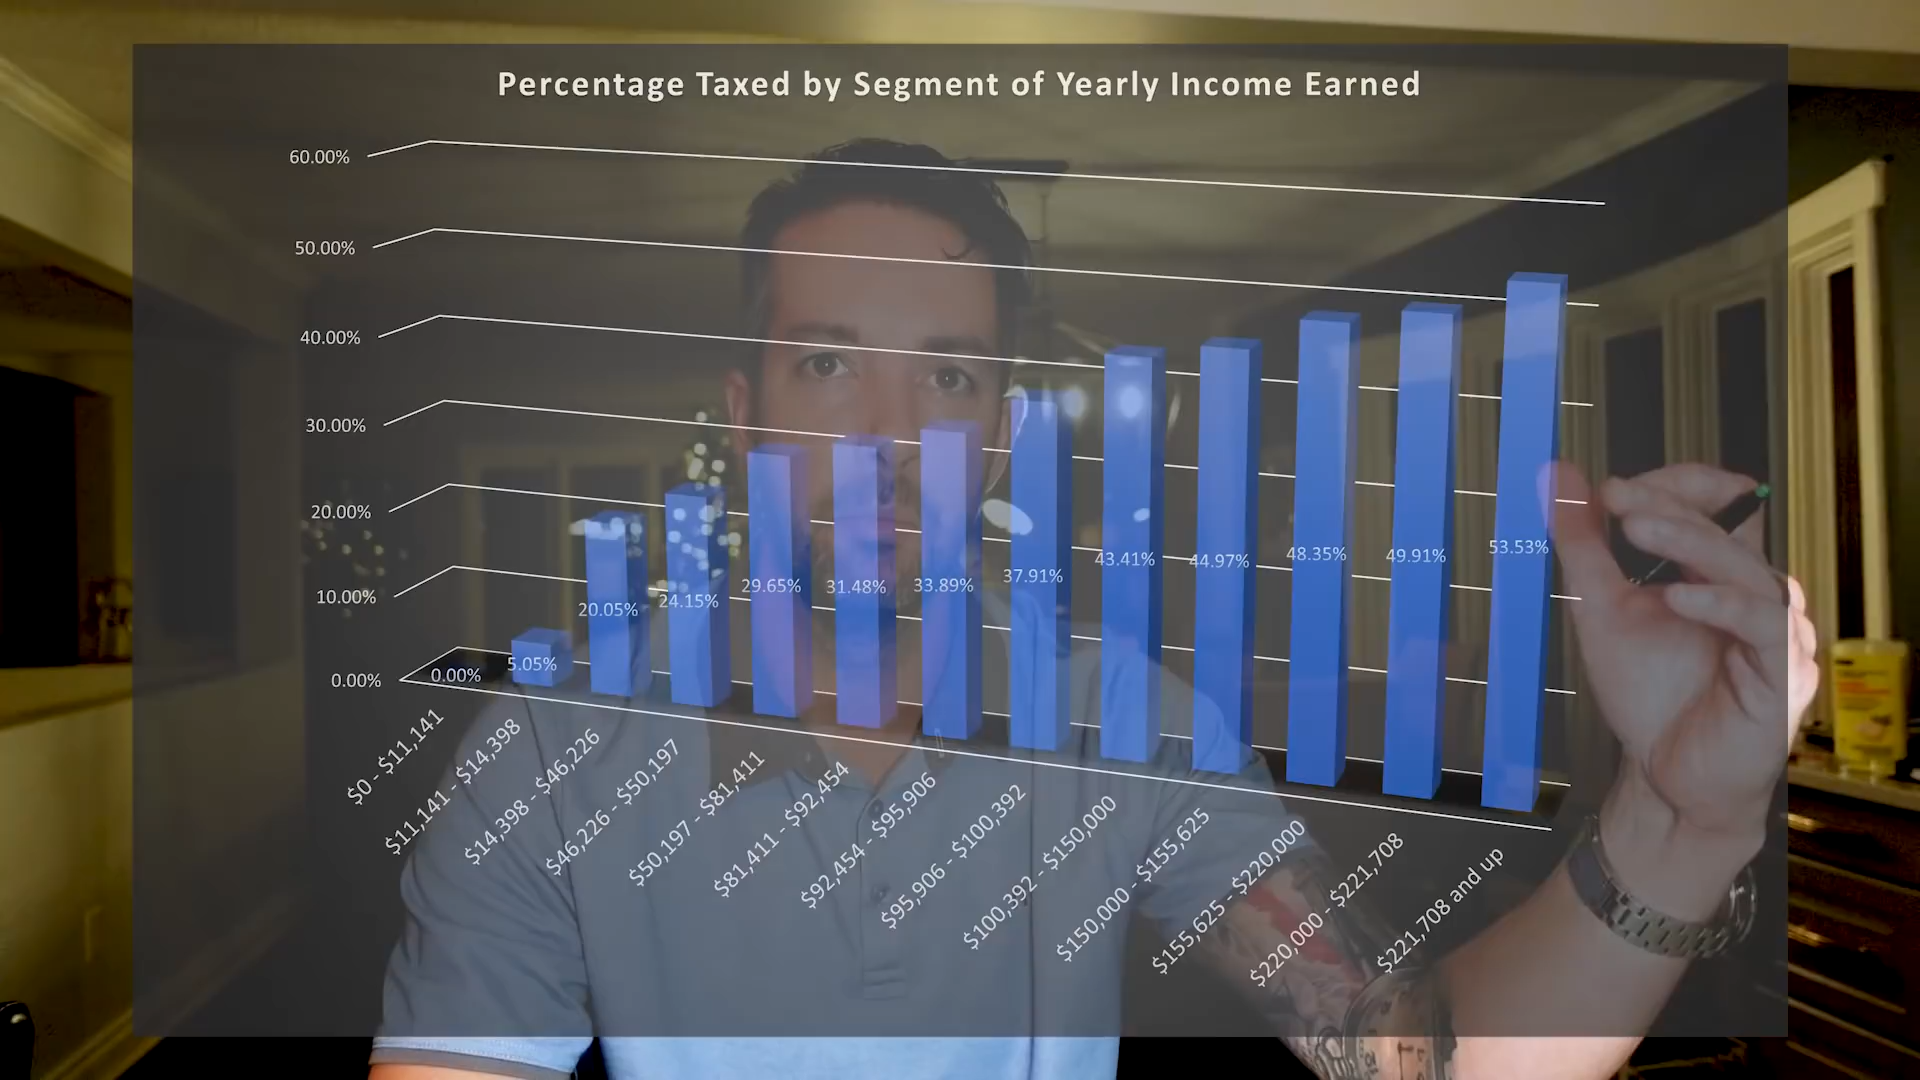 Percentage Taxed by Segment of Yearly Income Earned
60.00%
50.00%
40.00%
30.00%
20.00%
10.00%
0.00%
0.00%
5.05%
20.05%
24.15%
29.65%
31.48%
33.89%
37.91%
43.41%
44.97%
48.35%
49.91%
53.53%
$0 - $11,141
$11,141 - $14,398
$14,398 - $46,226
$46,226 - $50,197
$50,197 - $81,411
$81,411 - $92,454
$92,454 - $95,906
$95,906 - $100,392
$100,392 - $150,000
$150,000 - $155,625
$155,625 - $220,000
$220,000 - $221,708
$221,708 and up